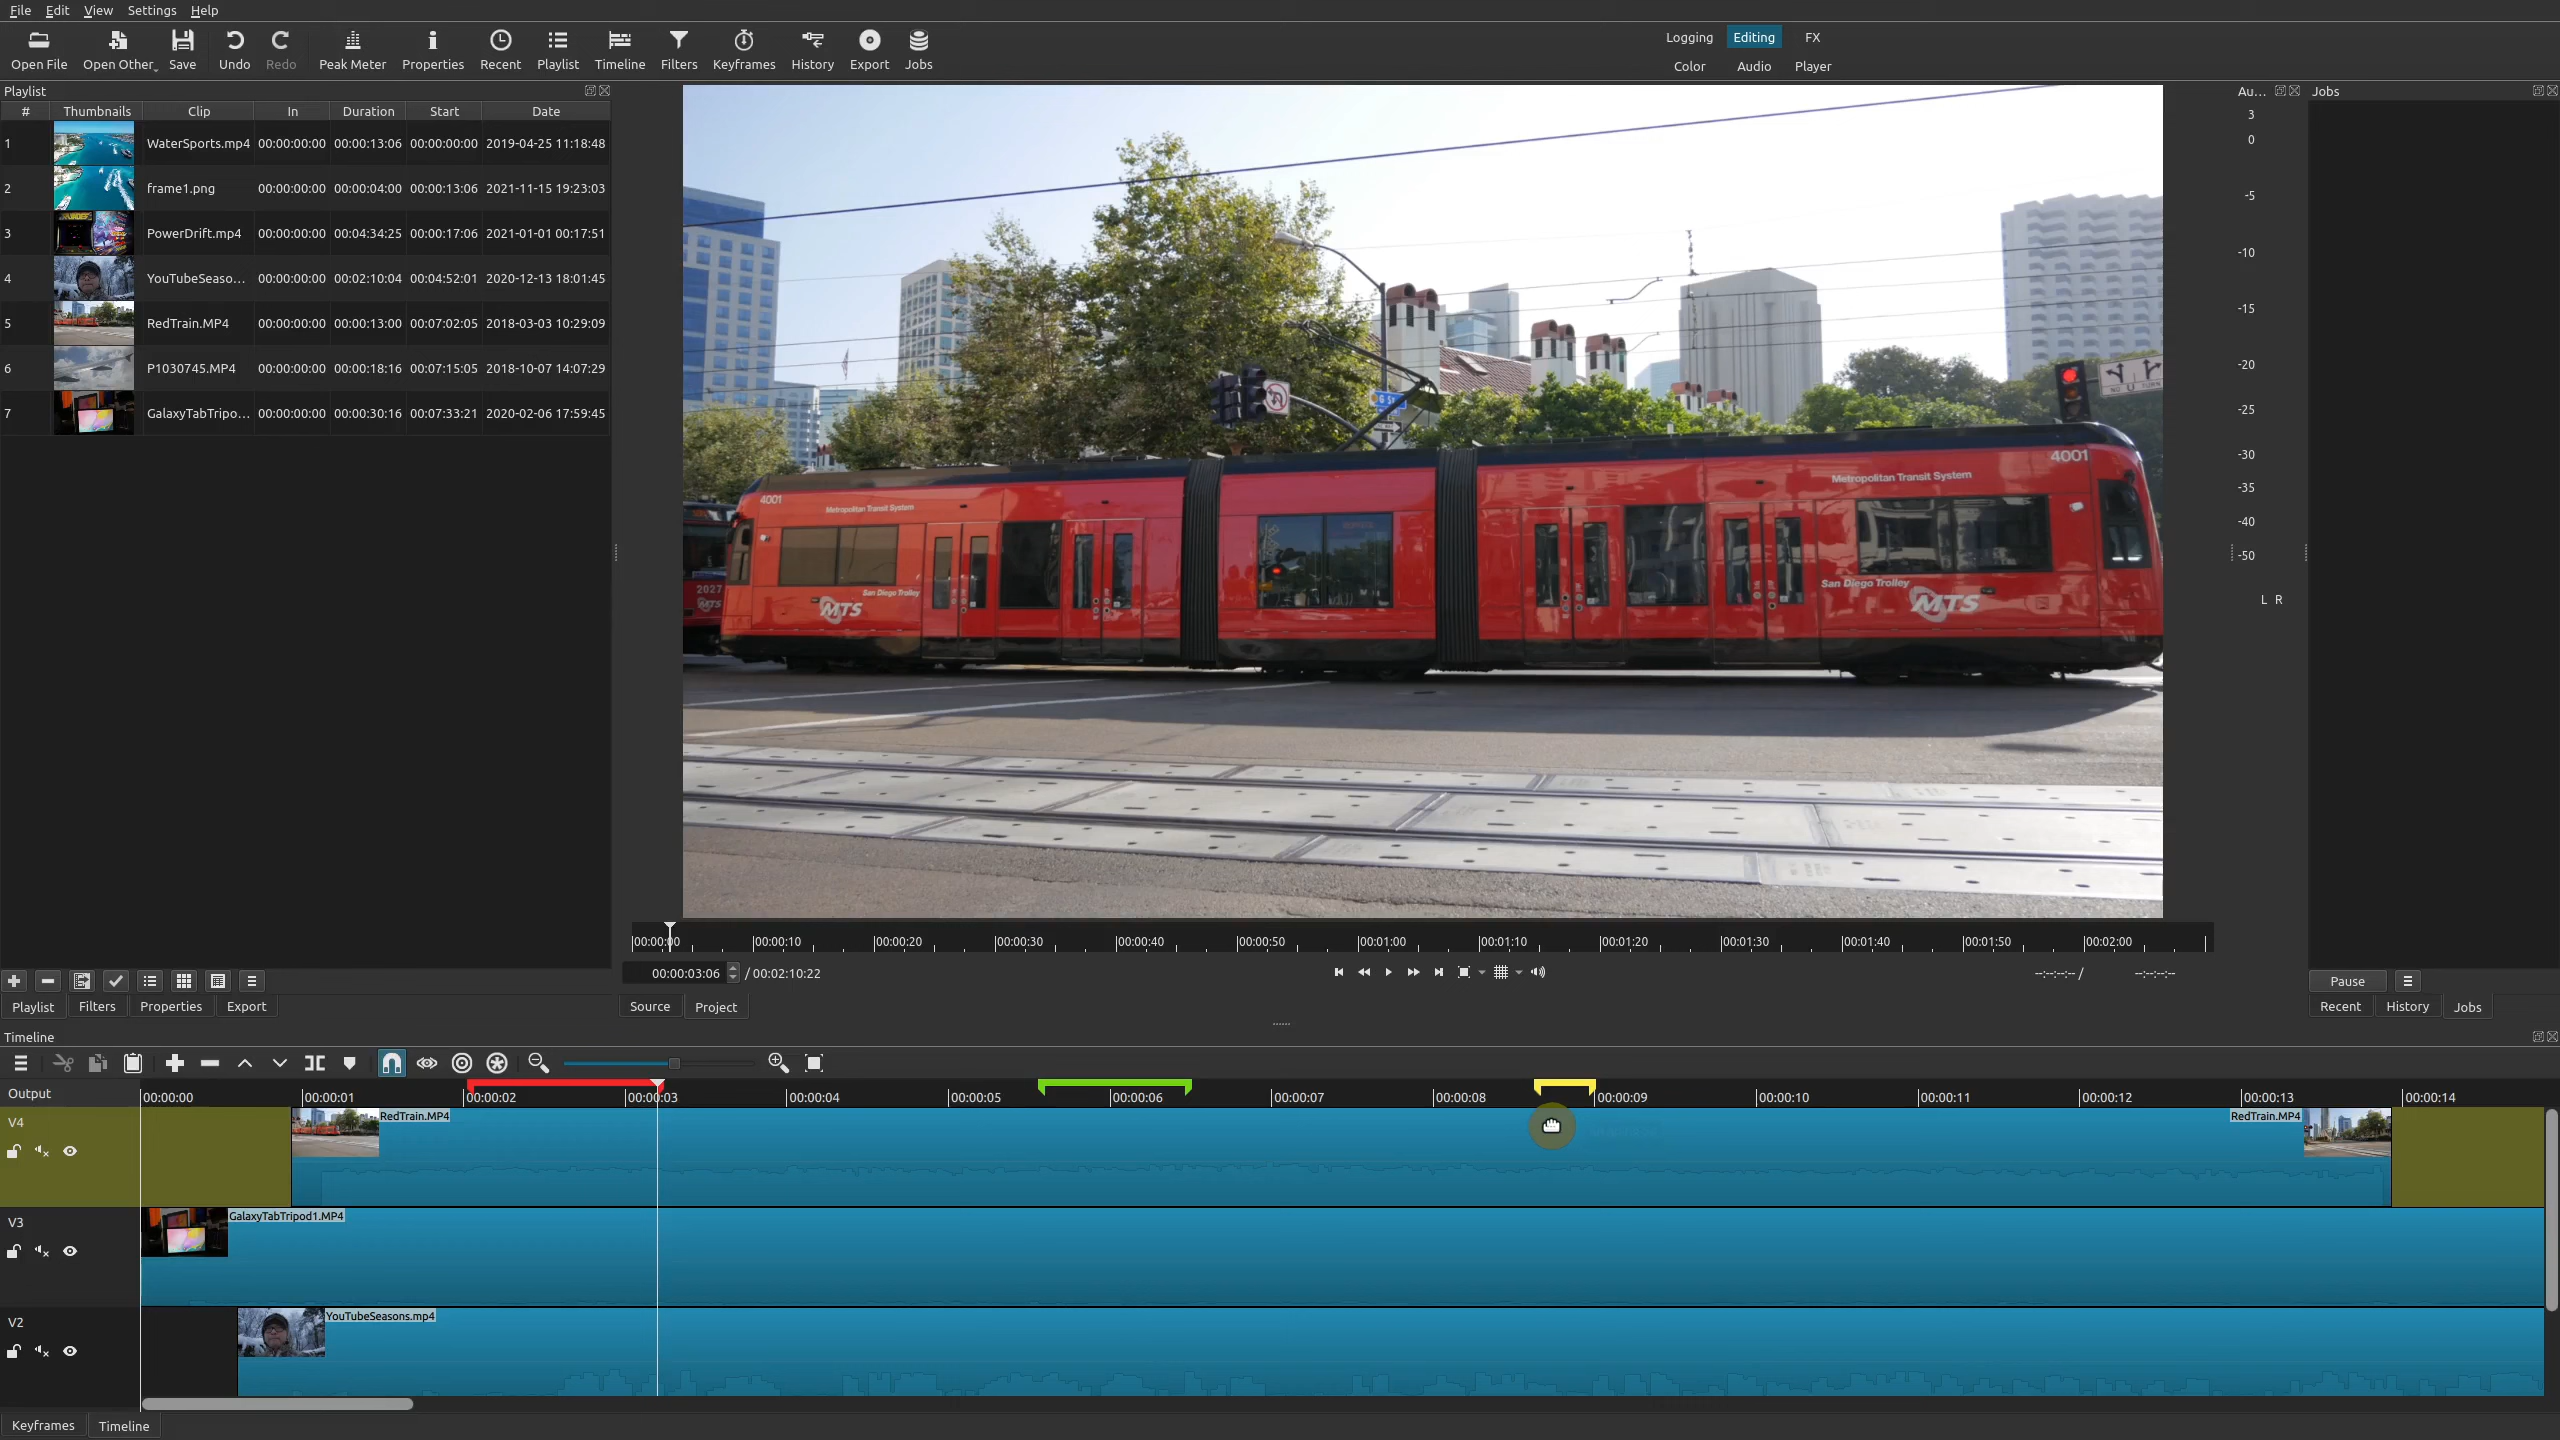 File Edit View Settings Help
Open File Open Other Save Undo Redo Peak Meter Properties Recent Playlist Timeline Filters Keyframes History Export Jobs
Logging Editing FX
Color Audio Player
Playlist
# Thumbnails Clip In Duration Start Date
1 WaterSports.mp4 00:00:00:00 00:00:13:06 00:00:00:00 2019-04-25 11:18:48
2 frame1.png 00:00:00:00 00:00:04:00 00:00:13:06 2021-11-15 19:23:03
3 PowerDrift.mp4 00:00:00:00 00:04:34:25 00:00:17:06 2021-01-01 00:17:51
4 YouTubeSeaso... 00:00:00:00 00:02:10:04 00:04:52:01 2020-12-13 18:01:45
5 RedTrain.MP4 00:00:00:00 00:00:13:00 00:07:02:05 2018-03-03 10:29:09
6 P1030745.MP4 00:00:00:00 00:00:18:16 00:07:15:05 2018-10-07 14:07:29
7 GalaxyTabTripo... 00:00:00:00 00:00:30:16 00:07:33:21 2020-02-06 17:59:45
Playlist Filters Properties Export
G St
4001
Metropolitan Transit System
San Diego Trolley
MTS
2027
MTS
Metropolitan Transit System
4001
San Diego Trolley
MTS
00:00:00 00:00:10 00:00:20 00:00:30 00:00:40 00:00:50 00:01:00 00:01:10 00:01:20 00:01:30 00:01:40 00:01:50 00:02:00
00:00:03:06 / 00:02:10:22
--:--:--:-- / --:--:--:--
Source Project
Au...
3
0
-5
-10
-15
-20
-25
-30
-35
-40
-50
L R
Jobs
Pause
Recent History Jobs
Timeline
Output
00:00:00 00:00:01 00:00:02 00:00:03 00:00:04 00:00:05 00:00:06 00:00:07 00:00:08 00:00:09 00:00:10 00:00:11 00:00:12 00:00:13 00:00:14
V4
RedTrain.MP4
RedTrain.MP4
V3
GalaxyTabTripod1.MP4
V2
YouTubeSeasons.mp4
Keyframes Timeline